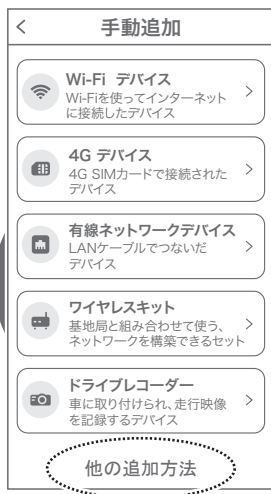 手動追加
Wi-Fi デバイス
Wi-Fiを使ってインターネット
に接続したデバイス
4G デバイス
4G SIMカードで接続された
デバイス
有線ネットワークデバイス
LANケーブルでつないだ
デバイス
ワイヤレスキット
基地局と組み合わせて使う、
ネットワークを構築できるセット
ドライブレコーダー
車に取り付けられ、走行映像
を記録するデバイス
他の追加方法